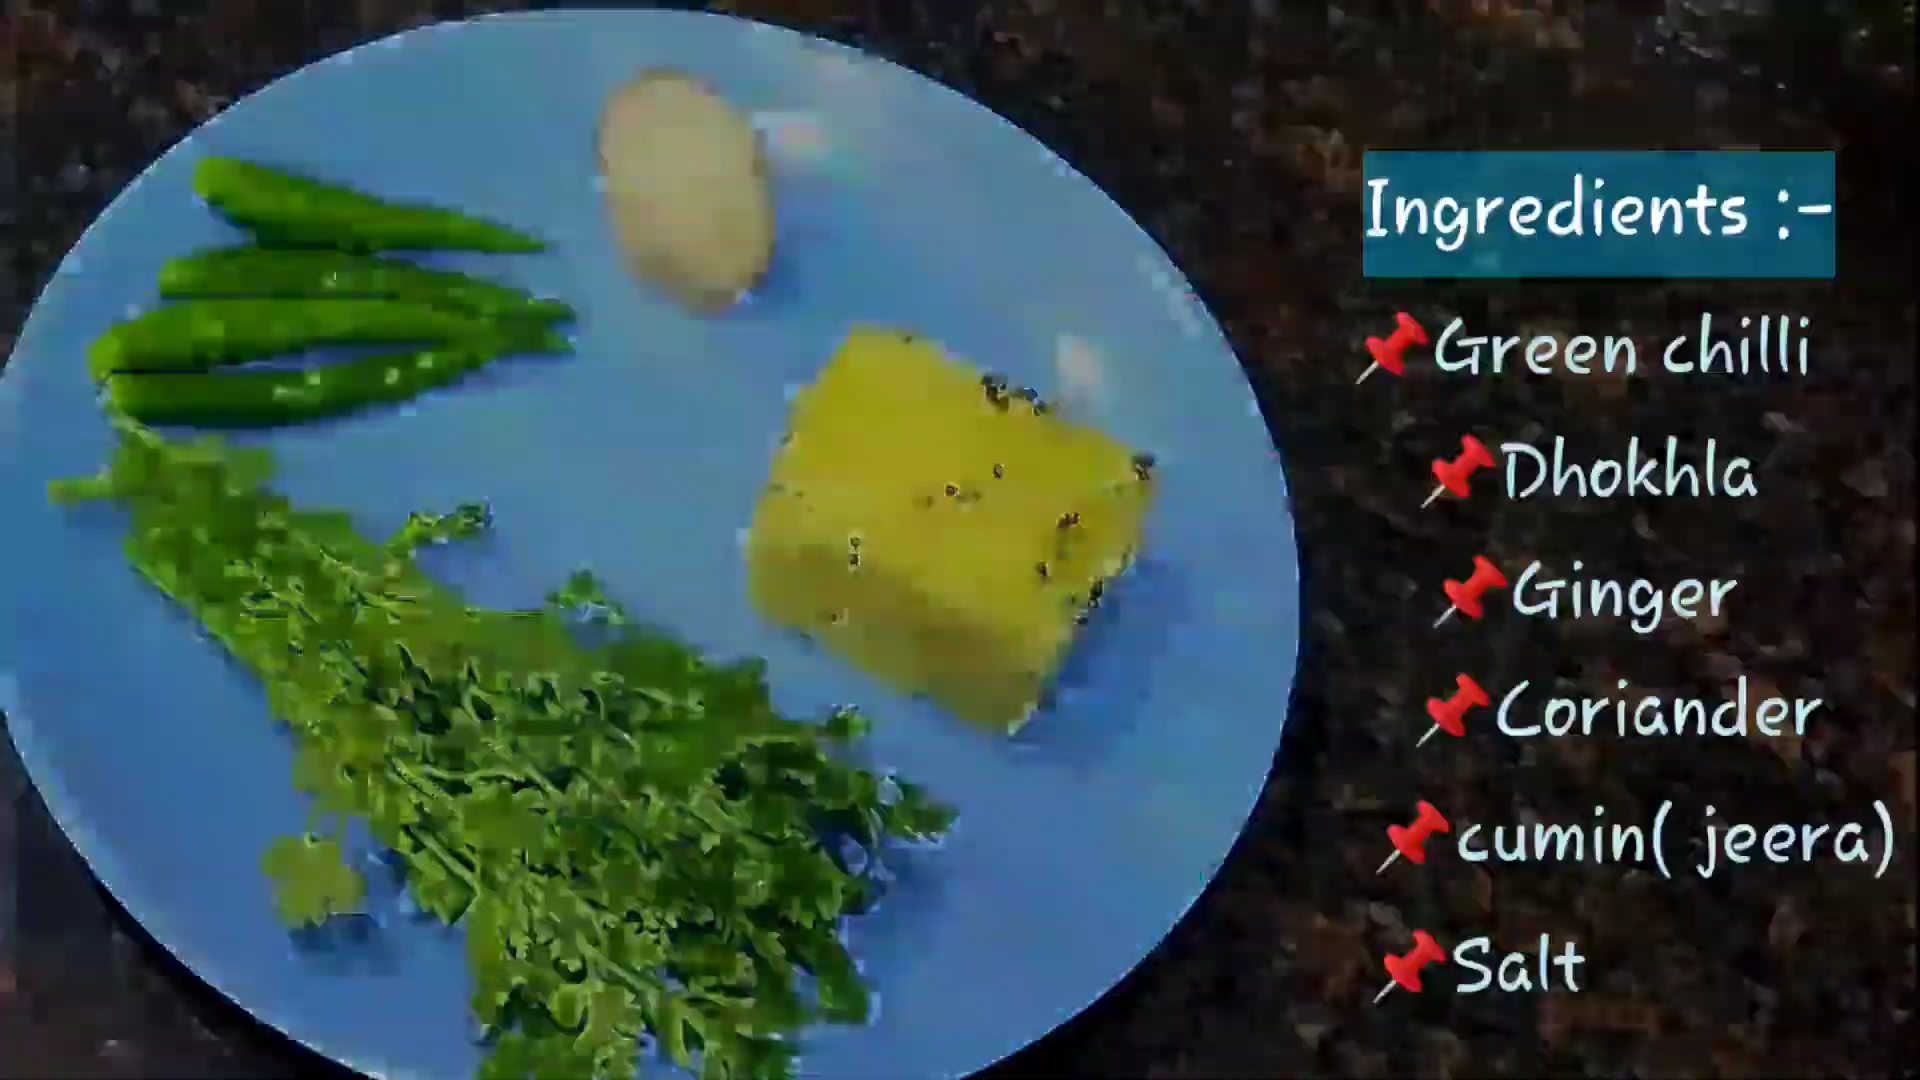 Ingredients :-
Green chilli
Dhokhla
Ginger
Coriander
cumin( jeera)
Salt